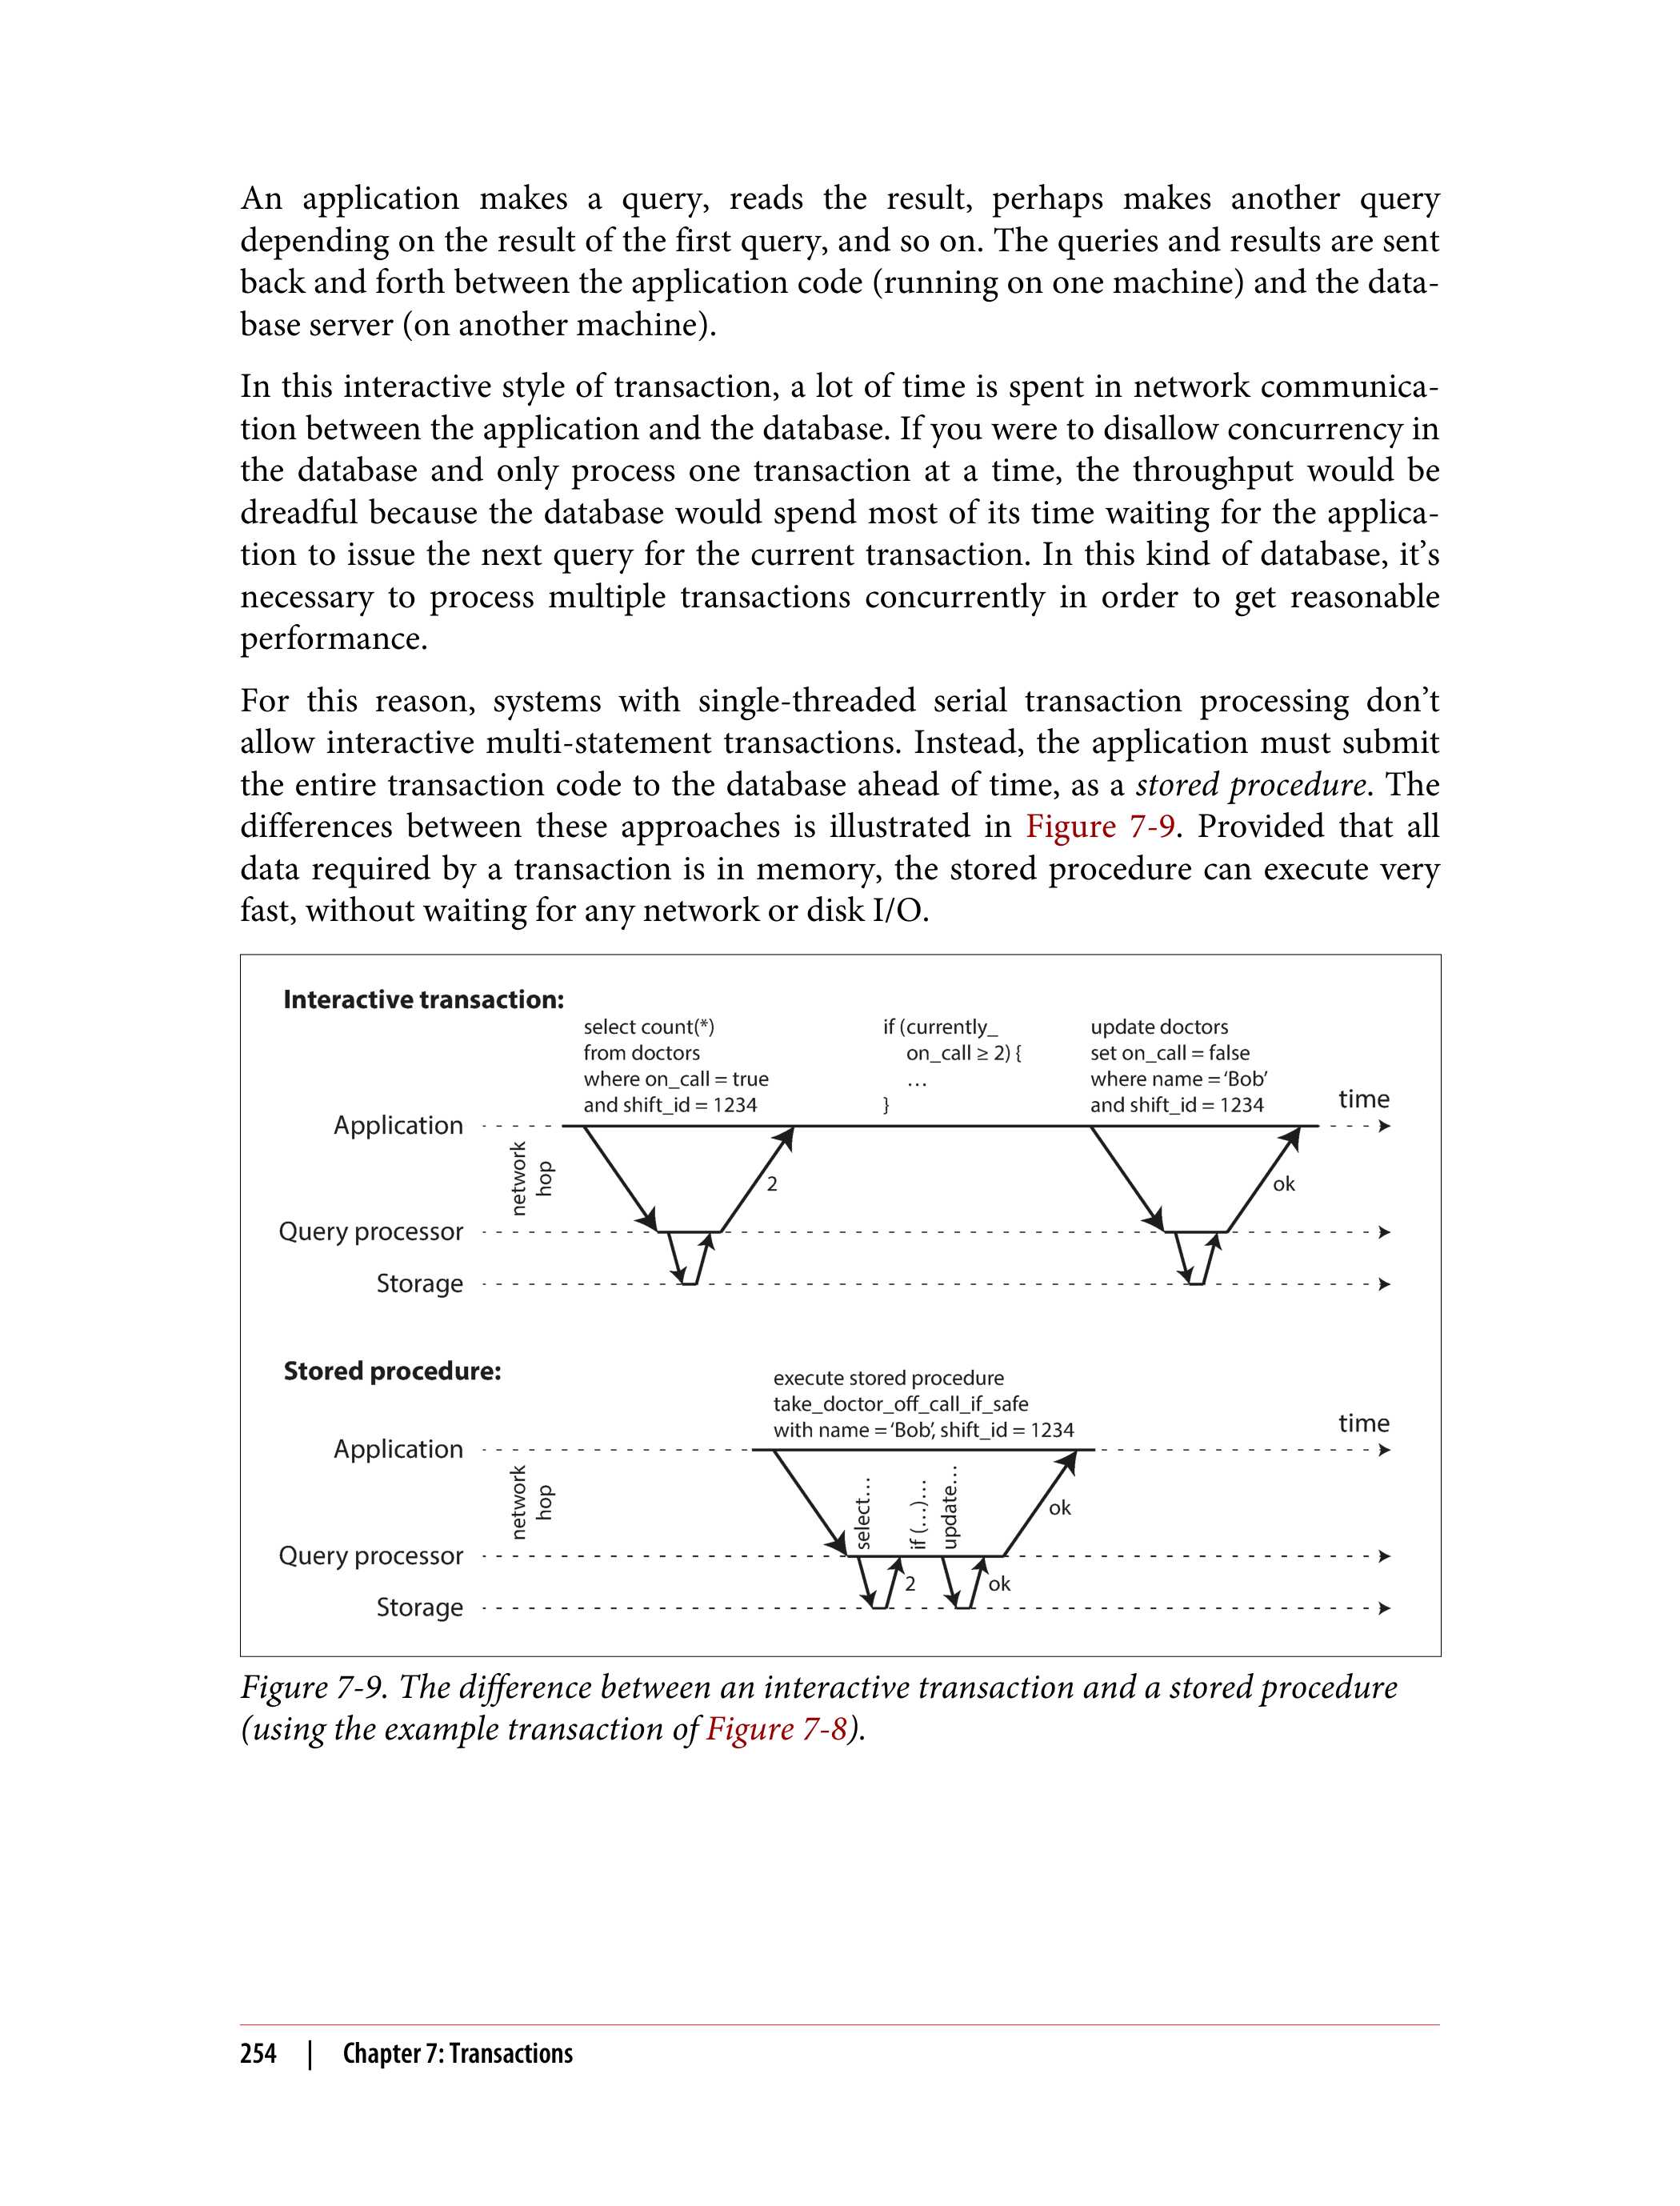 An application makes a query, reads the result, perhaps makes another query
depending on the result of the first query, and so on. The queries and results are sent
back and forth between the application code (running on one machine) and the data-
base server (on another machine).
In this interactive style of transaction, a lot of time is spent in network communica-
tion between the application and the database. If you were to disallow concurrency in
the database and only process one transaction at a time, the throughput would be
dreadful because the database would spend most of its time waiting for the applica-
tion to issue the next query for the current transaction. In this kind of database, it’s
necessary to process multiple transactions concurrently in order to get reasonable
performance.
For this reason, systems with single-threaded serial transaction processing don’t
allow interactive multi-statement transactions. Instead, the application must submit
the entire transaction code to the database ahead of time, as a stored procedure. The
differences between these approaches is illustrated in Figure 7-9. Provided that all
data required by a transaction is in memory, the stored procedure can execute very
fast, without waiting for any network or disk I/O.
Interactive transaction:
select count(*)
from doctors
where on_call = true
and shift_id = 1234
if (currently_
on_call ≥ 2) {
…
}
update doctors
set on_call = false
where name = ‘Bob’
and shift_id = 1234
time
Application
network
hop
2
ok
Query processor
Storage
Stored procedure:
execute stored procedure
take_doctor_off_call_if_safe
with name = ‘Bob’, shift_id = 1234
time
Application
network
hop
select…
if (…)…
update…
ok
Query processor
2
ok
Storage
Figure 7-9. The difference between an interactive transaction and a stored procedure
(using the example transaction of Figure 7-8).
254 | Chapter 7: Transactions